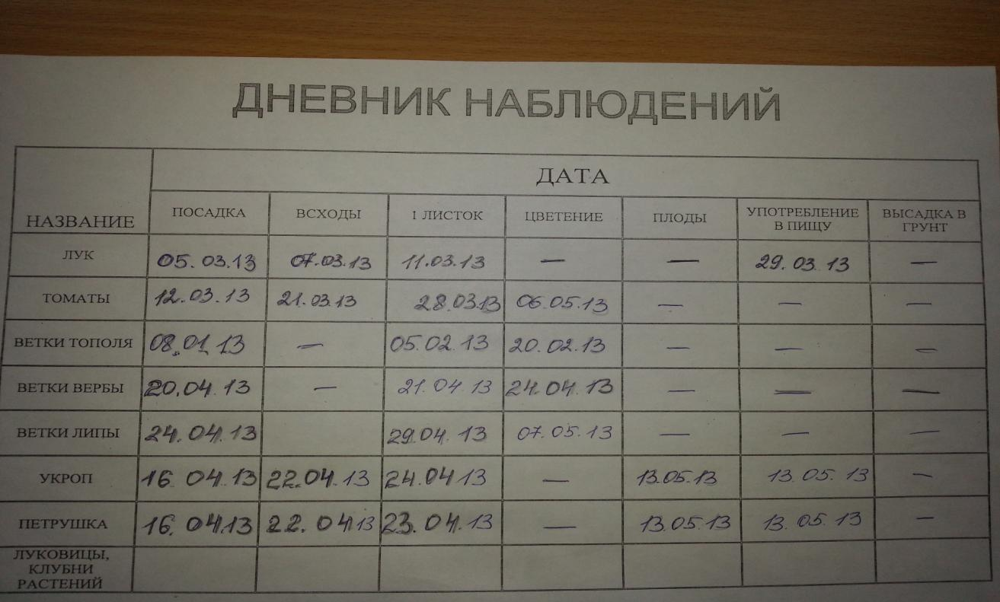 ДНЕВНИК НАБЛЮДЕНИЙ
НАЗВАНИЕ
ДАТА
ПОСАДКА ВСХОДЫ 1 ЛИСТОК ЦВЕТЕНИЕ ПЛОДЫ УПОТРЕБЛЕНИЕ В ПИЩУ ВЫСАДКА В ГРУНТ
ЛУК 05.03.13 07.03.13 11.03.13 — — 29.03.13 —
ТОМАТЫ 12.03.13 21.03.13 28.03.13 06.05.13 — — —
ВЕТКИ ТОПОЛЯ 08.01.13 — 05.02.13 20.02.13 — — —
ВЕТКИ ВЕРБЫ 20.04.13 — 21.04.13 24.04.13 — — —
ВЕТКИ ЛИПЫ 24.04.13 29.04.13 07.05.13 — — —
УКРОП 16.04.13 22.04.13 24.04.13 — 13.05.13 13.05.13 —
ПЕТРУШКА 16.04.13 22.04.13 23.04.13 — 13.05.13 13.05.13 —
ЛУКОВИЦЫ,
КЛУБНИ
РАСТЕНИЙ